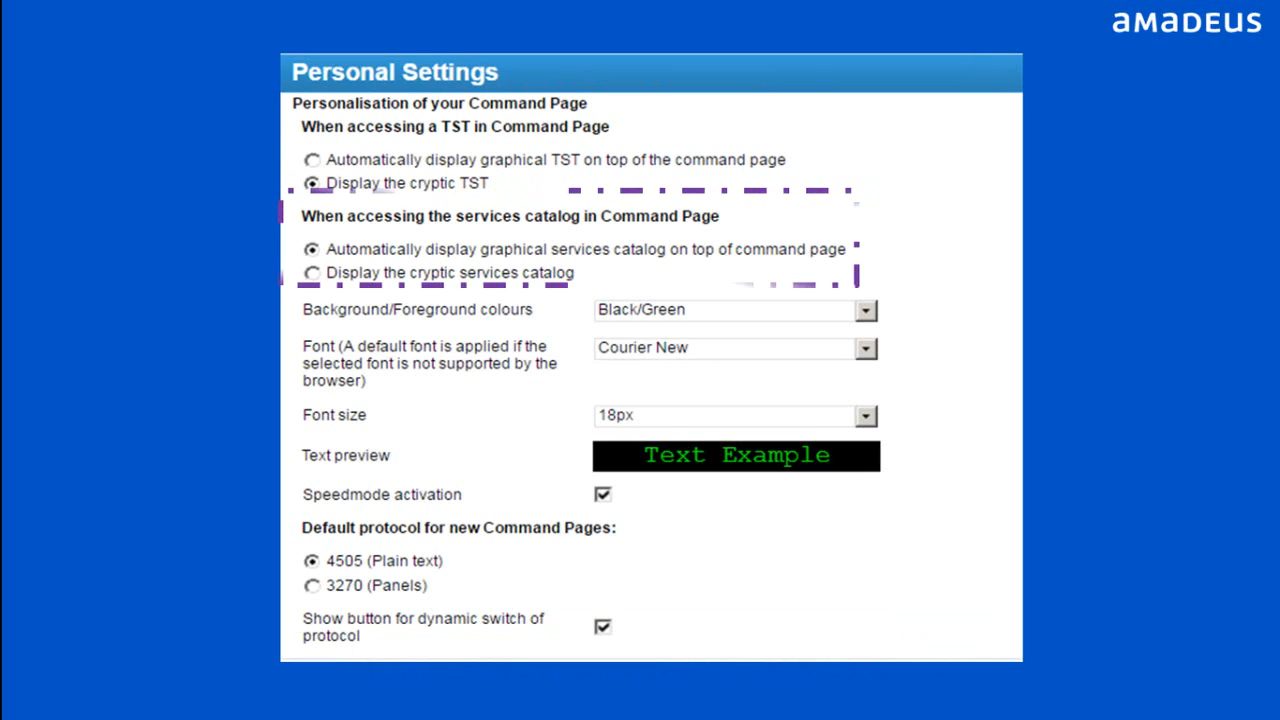 amadeus
Personal Settings
Personalisation of your Command Page
When accessing a TST in Command Page
Automatically display graphical TST on top of the command page
Display the cryptic TST
When accessing the services catalog in Command Page
Automatically display graphical services catalog on top of command page
Display the cryptic services catalog
Background/Foreground colours
Black/Green
Font (A default font is applied if the
selected font is not supported by the
browser)
Courier New
Font size
18px
Text preview
Text Example
Speedmode activation
Default protocol for new Command Pages:
4505 (Plain text)
3270 (Panels)
Show button for dynamic switch of
protocol